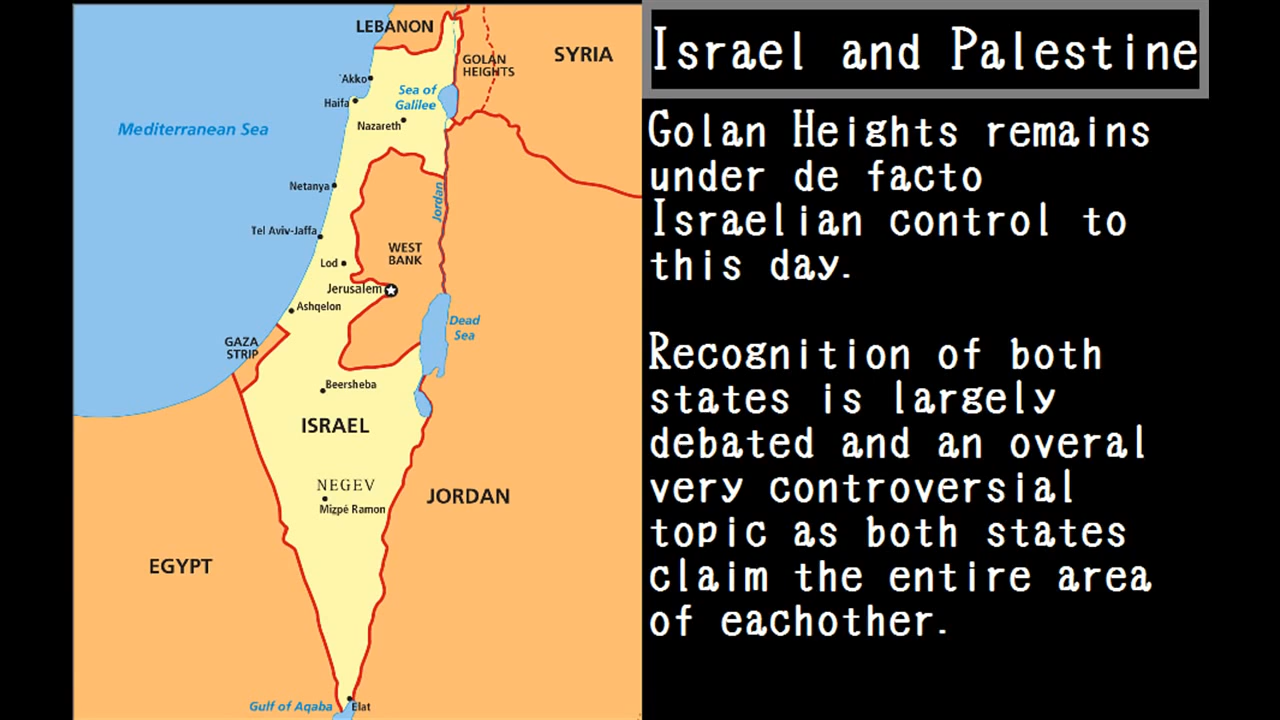 LEBANON
SYRIA
GOLAN
HEIGHTS
'Akko
Sea of
Galilee
Haifa
Nazareth
Mediterranean Sea
Netanya
Jordan
Tel Aviv-Jaffa
WEST
BANK
Lod
Jerusalem
Ashqelon
Dead
Sea
GAZA
STRIP
Beersheba
ISRAEL
NEGEV
Mizpé Ramon
JORDAN
EGYPT
Gulf of Aqaba
Elat
Israel and Palestine
Golan Heights remains
under de facto
Israelian control to
this day.
Recognition of both
states is largely
debated and an overal
very controversial
topic as both states
claim the entire area
of eachother.